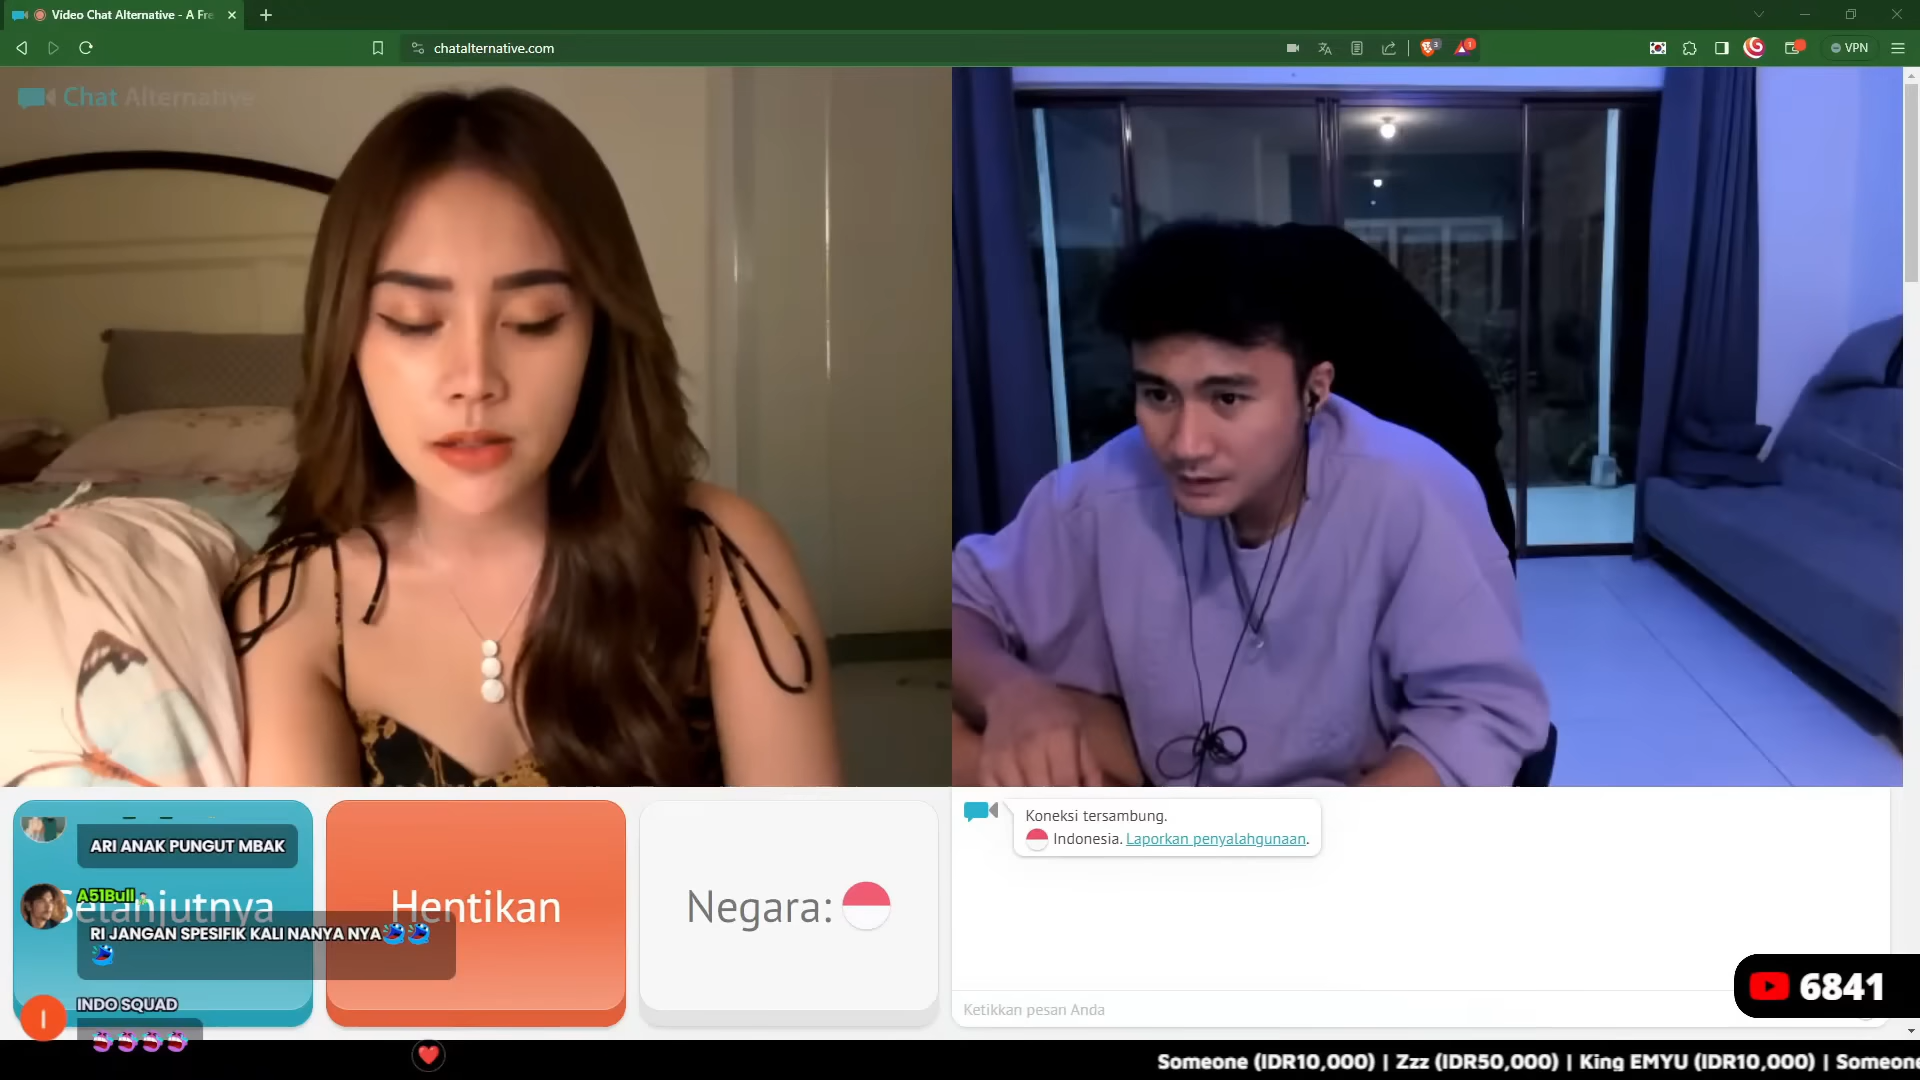 Video Chat Alternative - A Fre
chatalternative.com
3
1
VPN
Chat Alternative
Koneksi tersambung.
Indonesia. Laporkan penyalahgunaan.
Selanjutnya
Hentikan
Negara:
ARI ANAK PUNGUT MBAK
A51Bull
RI JANGAN SPESIFIK KALI NANYA NYA
I
INDO SQUAD
Ketikkan pesan Anda
6841
Someone (IDR10,000) | Zzz (IDR50,000) | King EMYU (IDR10,000) | Someone